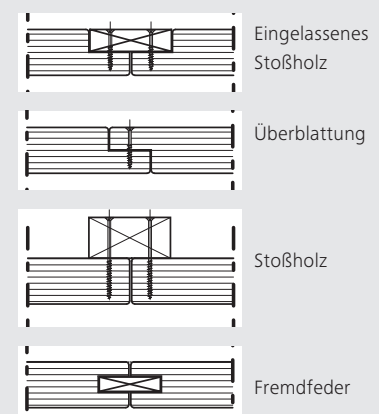 Eingelassenes
Stoßholz
Überblattung
Stoßholz
Fremdfeder